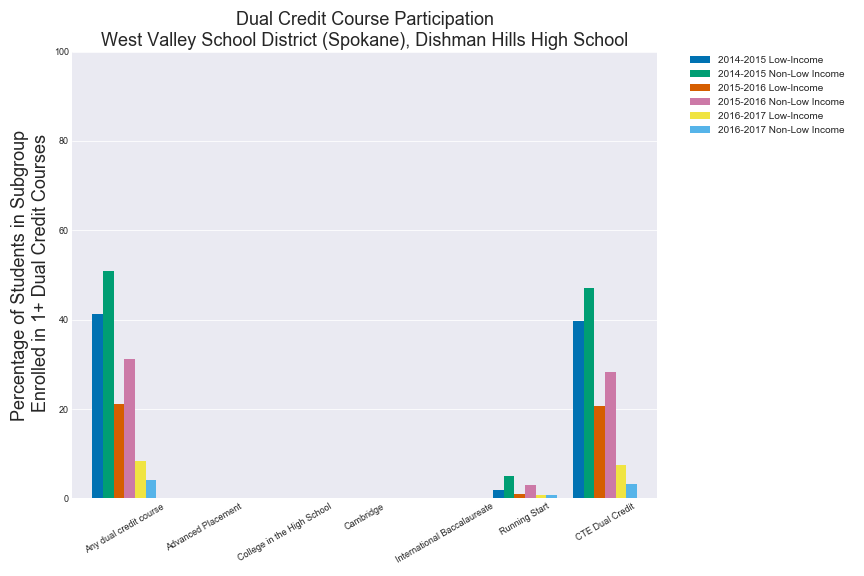 Dual Credit Course Participation
West Valley School District (Spokane), Dishman Hills High School
Percentage of Students in Subgroup
Enrolled in 1+ Dual Credit Courses
100
80
60
40
20
0
Any dual credit course
Advanced Placement
College in the High School
Cambridge
International Baccalaureate
Running Start
CTE Dual Credit
2014-2015 Low-Income
2014-2015 Non-Low Income
2015-2016 Low-Income
2015-2016 Non-Low Income
2016-2017 Low-Income
2016-2017 Non-Low Income